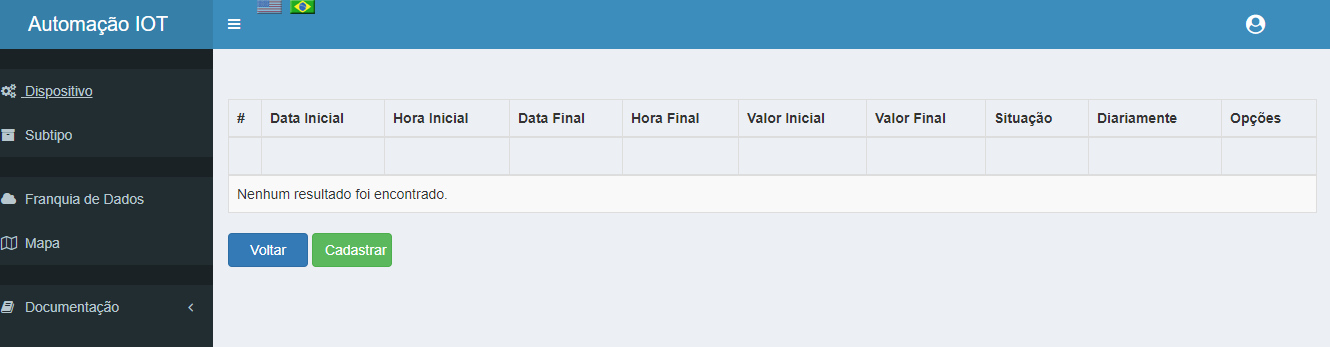 Automação IOT
Dispositivo
Subtipo
Franquia de Dados
Mapa
Documentação
# Data Inicial Hora Inicial Data Final Hora Final Valor Inicial Valor Final Situação Diariamente Opções
Nenhum resultado foi encontrado.
Voltar Cadastrar